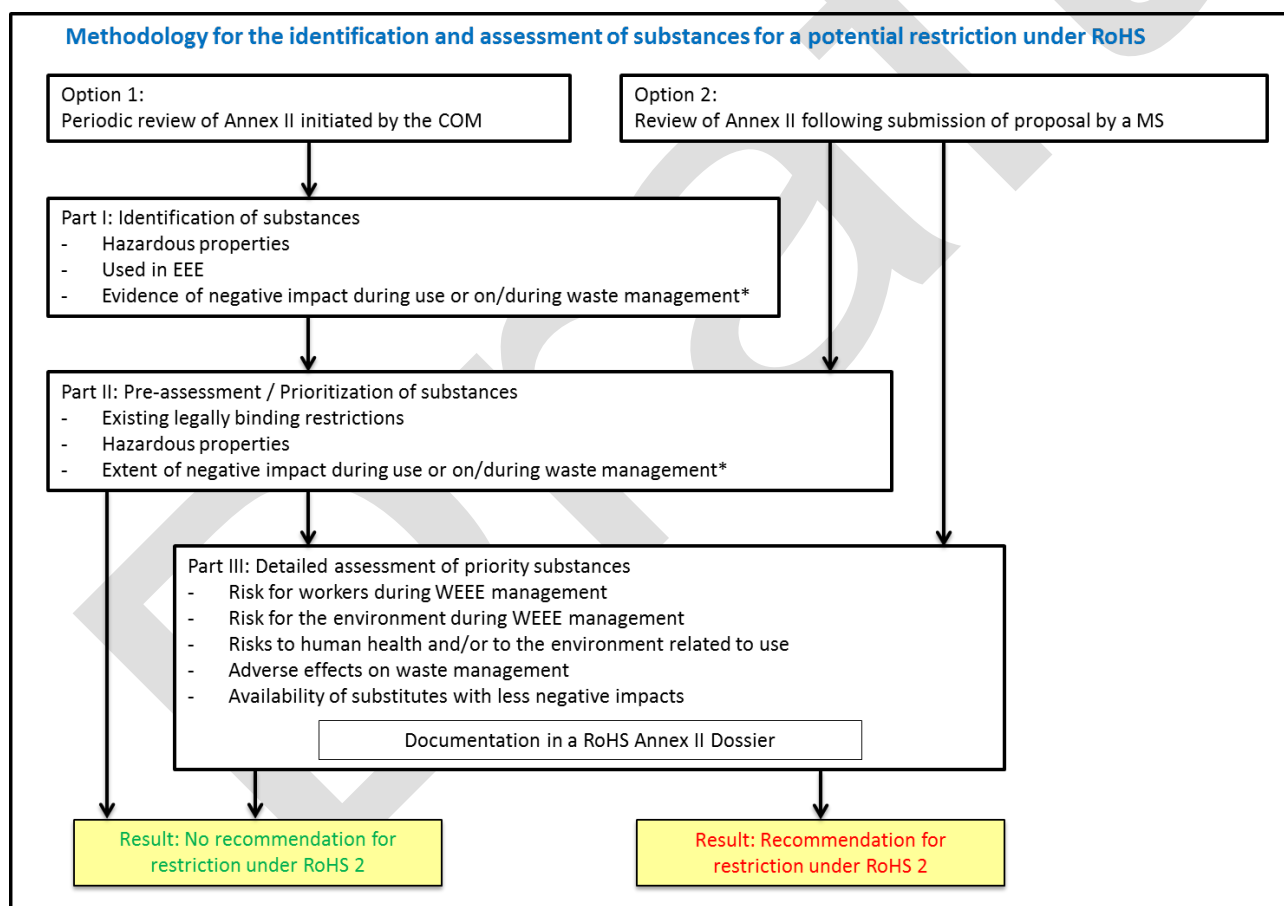 Methodology for the identification and assessment of substances for a potential restriction under RoHS
Option 1:
Periodic review of Annex II initiated by the COM
Option 2:
Review of Annex II following submission of proposal by a MS
Part I: Identification of substances
- Hazardous properties
- Used in EEE
- Evidence of negative impact during use or on/during waste management*
Part II: Pre-assessment / Prioritization of substances
- Existing legally binding restrictions
- Hazardous properties
- Extent of negative impact during use or on/during waste management*
Part III: Detailed assessment of priority substances
- Risk for workers during WEEE management
- Risk for the environment during WEEE management
- Risks to human health and/or to the environment related to use
- Adverse effects on waste management
- Availability of substitutes with less negative impacts
Documentation in a RoHS Annex II Dossier
Result: No recommendation for
restriction under RoHS 2
Result: Recommendation for
restriction under RoHS 2